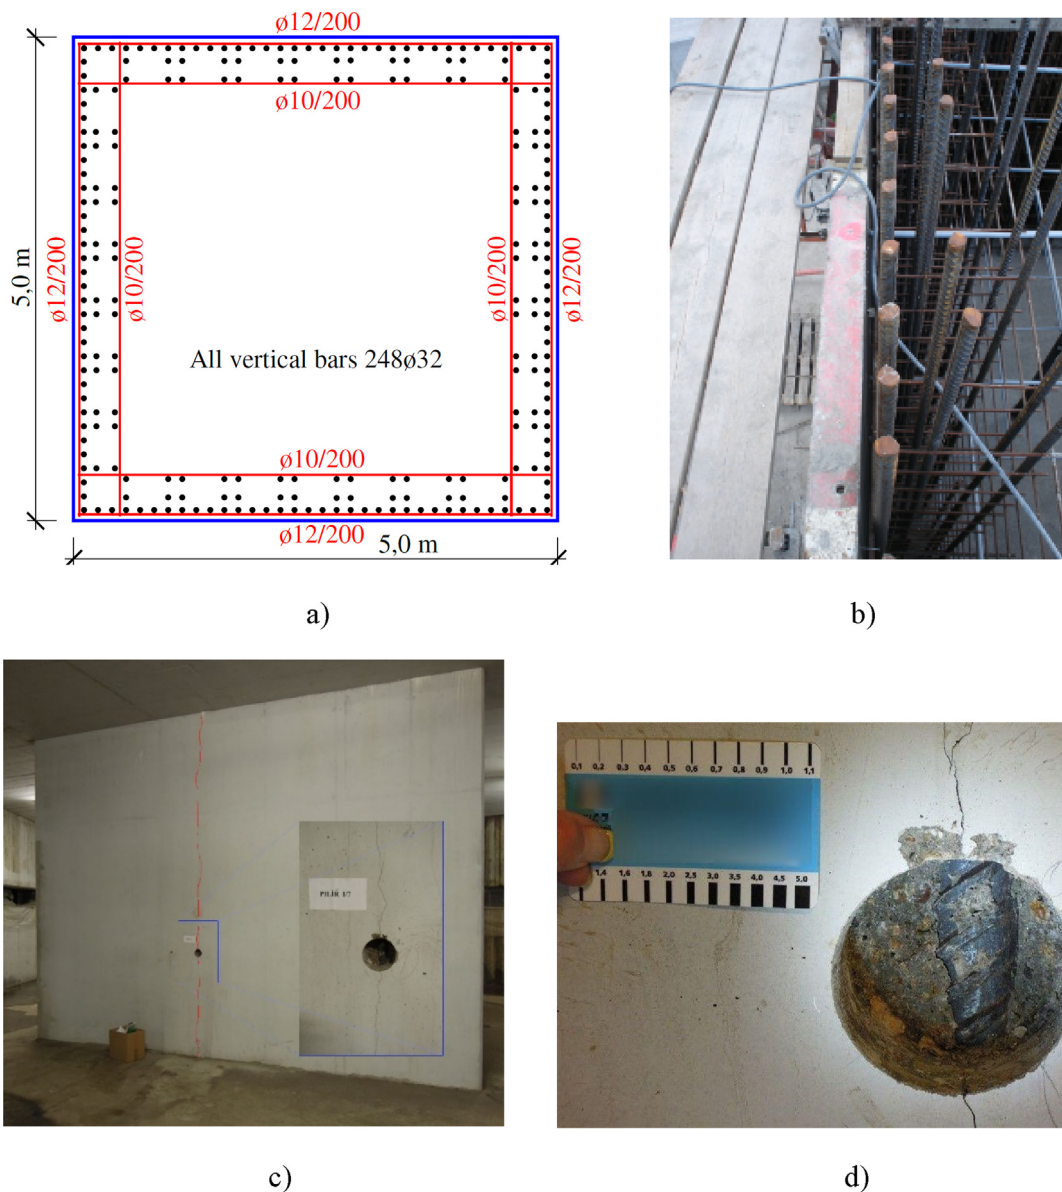 ø12/200
ø10/200
5,0 m
ø12/200
ø10/200
ø10/200
ø12/200
All vertical bars 248ø32
ø10/200
ø12/200
5,0 m
a)
b)
PILÍŘ 1/7
c)
0,1 0,2 0,3 0,4 0,5 0,6 0,7 0,8 0,9 1,0 1,1
1,4 1,6 1,8 2,0 2,5 3,0 3,5 4,0 4,5 5,0
d)